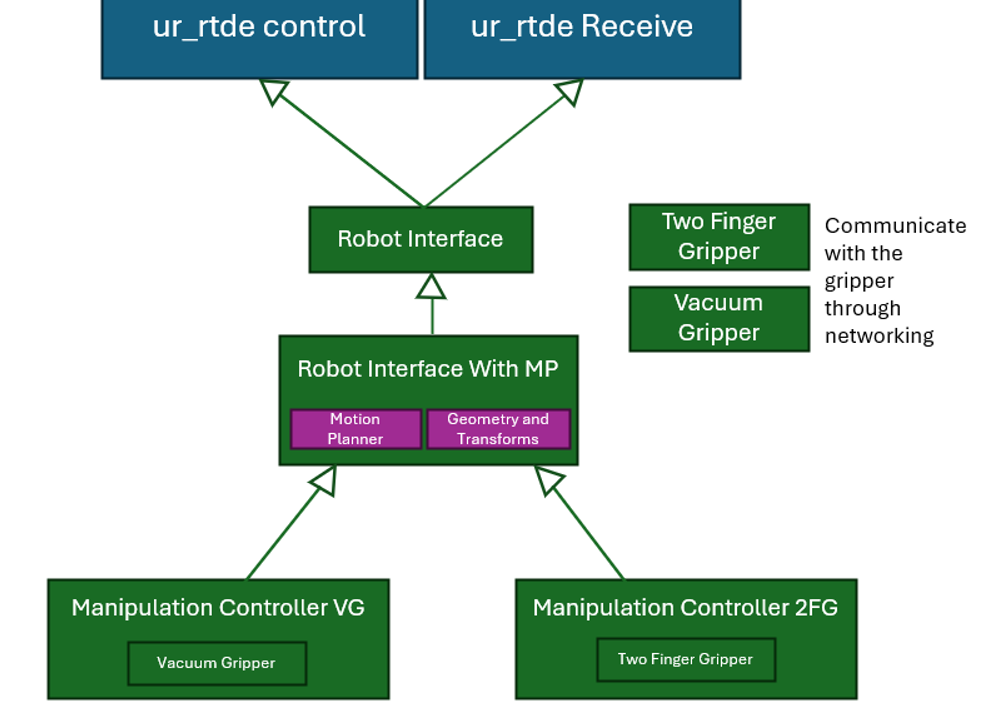 ur_rtde control
ur_rtde Receive
Robot Interface
Two Finger
Gripper
Vacuum
Gripper
Communicate
with the
gripper
through
networking
Robot Interface With MP
Motion
Planner
Geometry and
Transforms
Manipulation Controller VG
Vacuum Gripper
Manipulation Controller 2FG
Two Finger Gripper